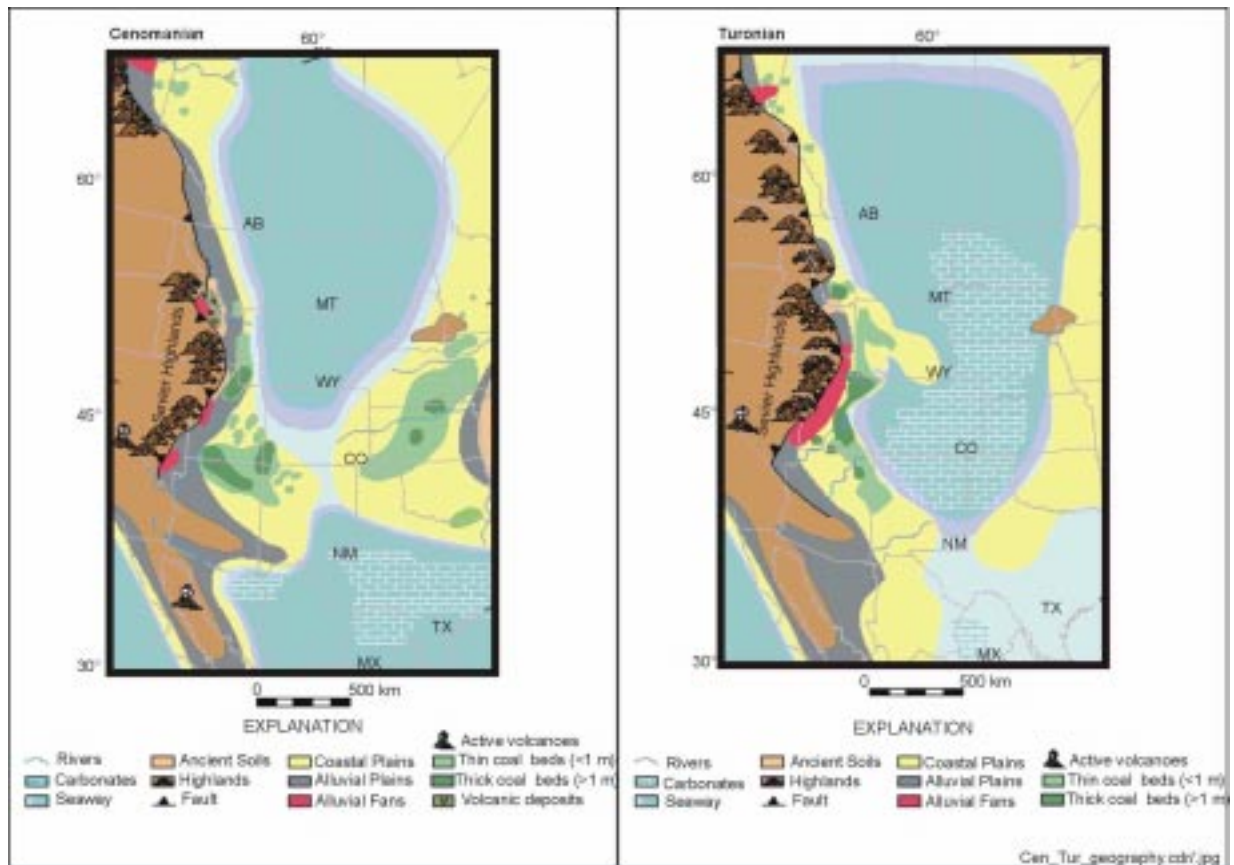 Cenomanian
60°
60°
AB
MT
Sevier Highlands
WY
45°
CO
NM
TX
30°
MX
0 500 km
EXPLANATION
Active volcanoes
Rivers Ancient Soils Coastal Plains Thin coal beds (<1 m)
Carbonates Highlands Alluvial Plains Thick coal beds (>1 m)
Seaway Fault Alluvial Fans Volcanic deposits
Turonian
60°
60°
AB
MT
Sevier Highlands
WY
45°
CO
NM
TX
30°
MX
0 500 km
EXPLANATION
Active volcanoes
Rivers Ancient Soils Coastal Plains Thin coal beds (<1 m)
Carbonates Highlands Alluvial Plains Thick coal beds (>1 m)
Seaway Fault Alluvial Fans